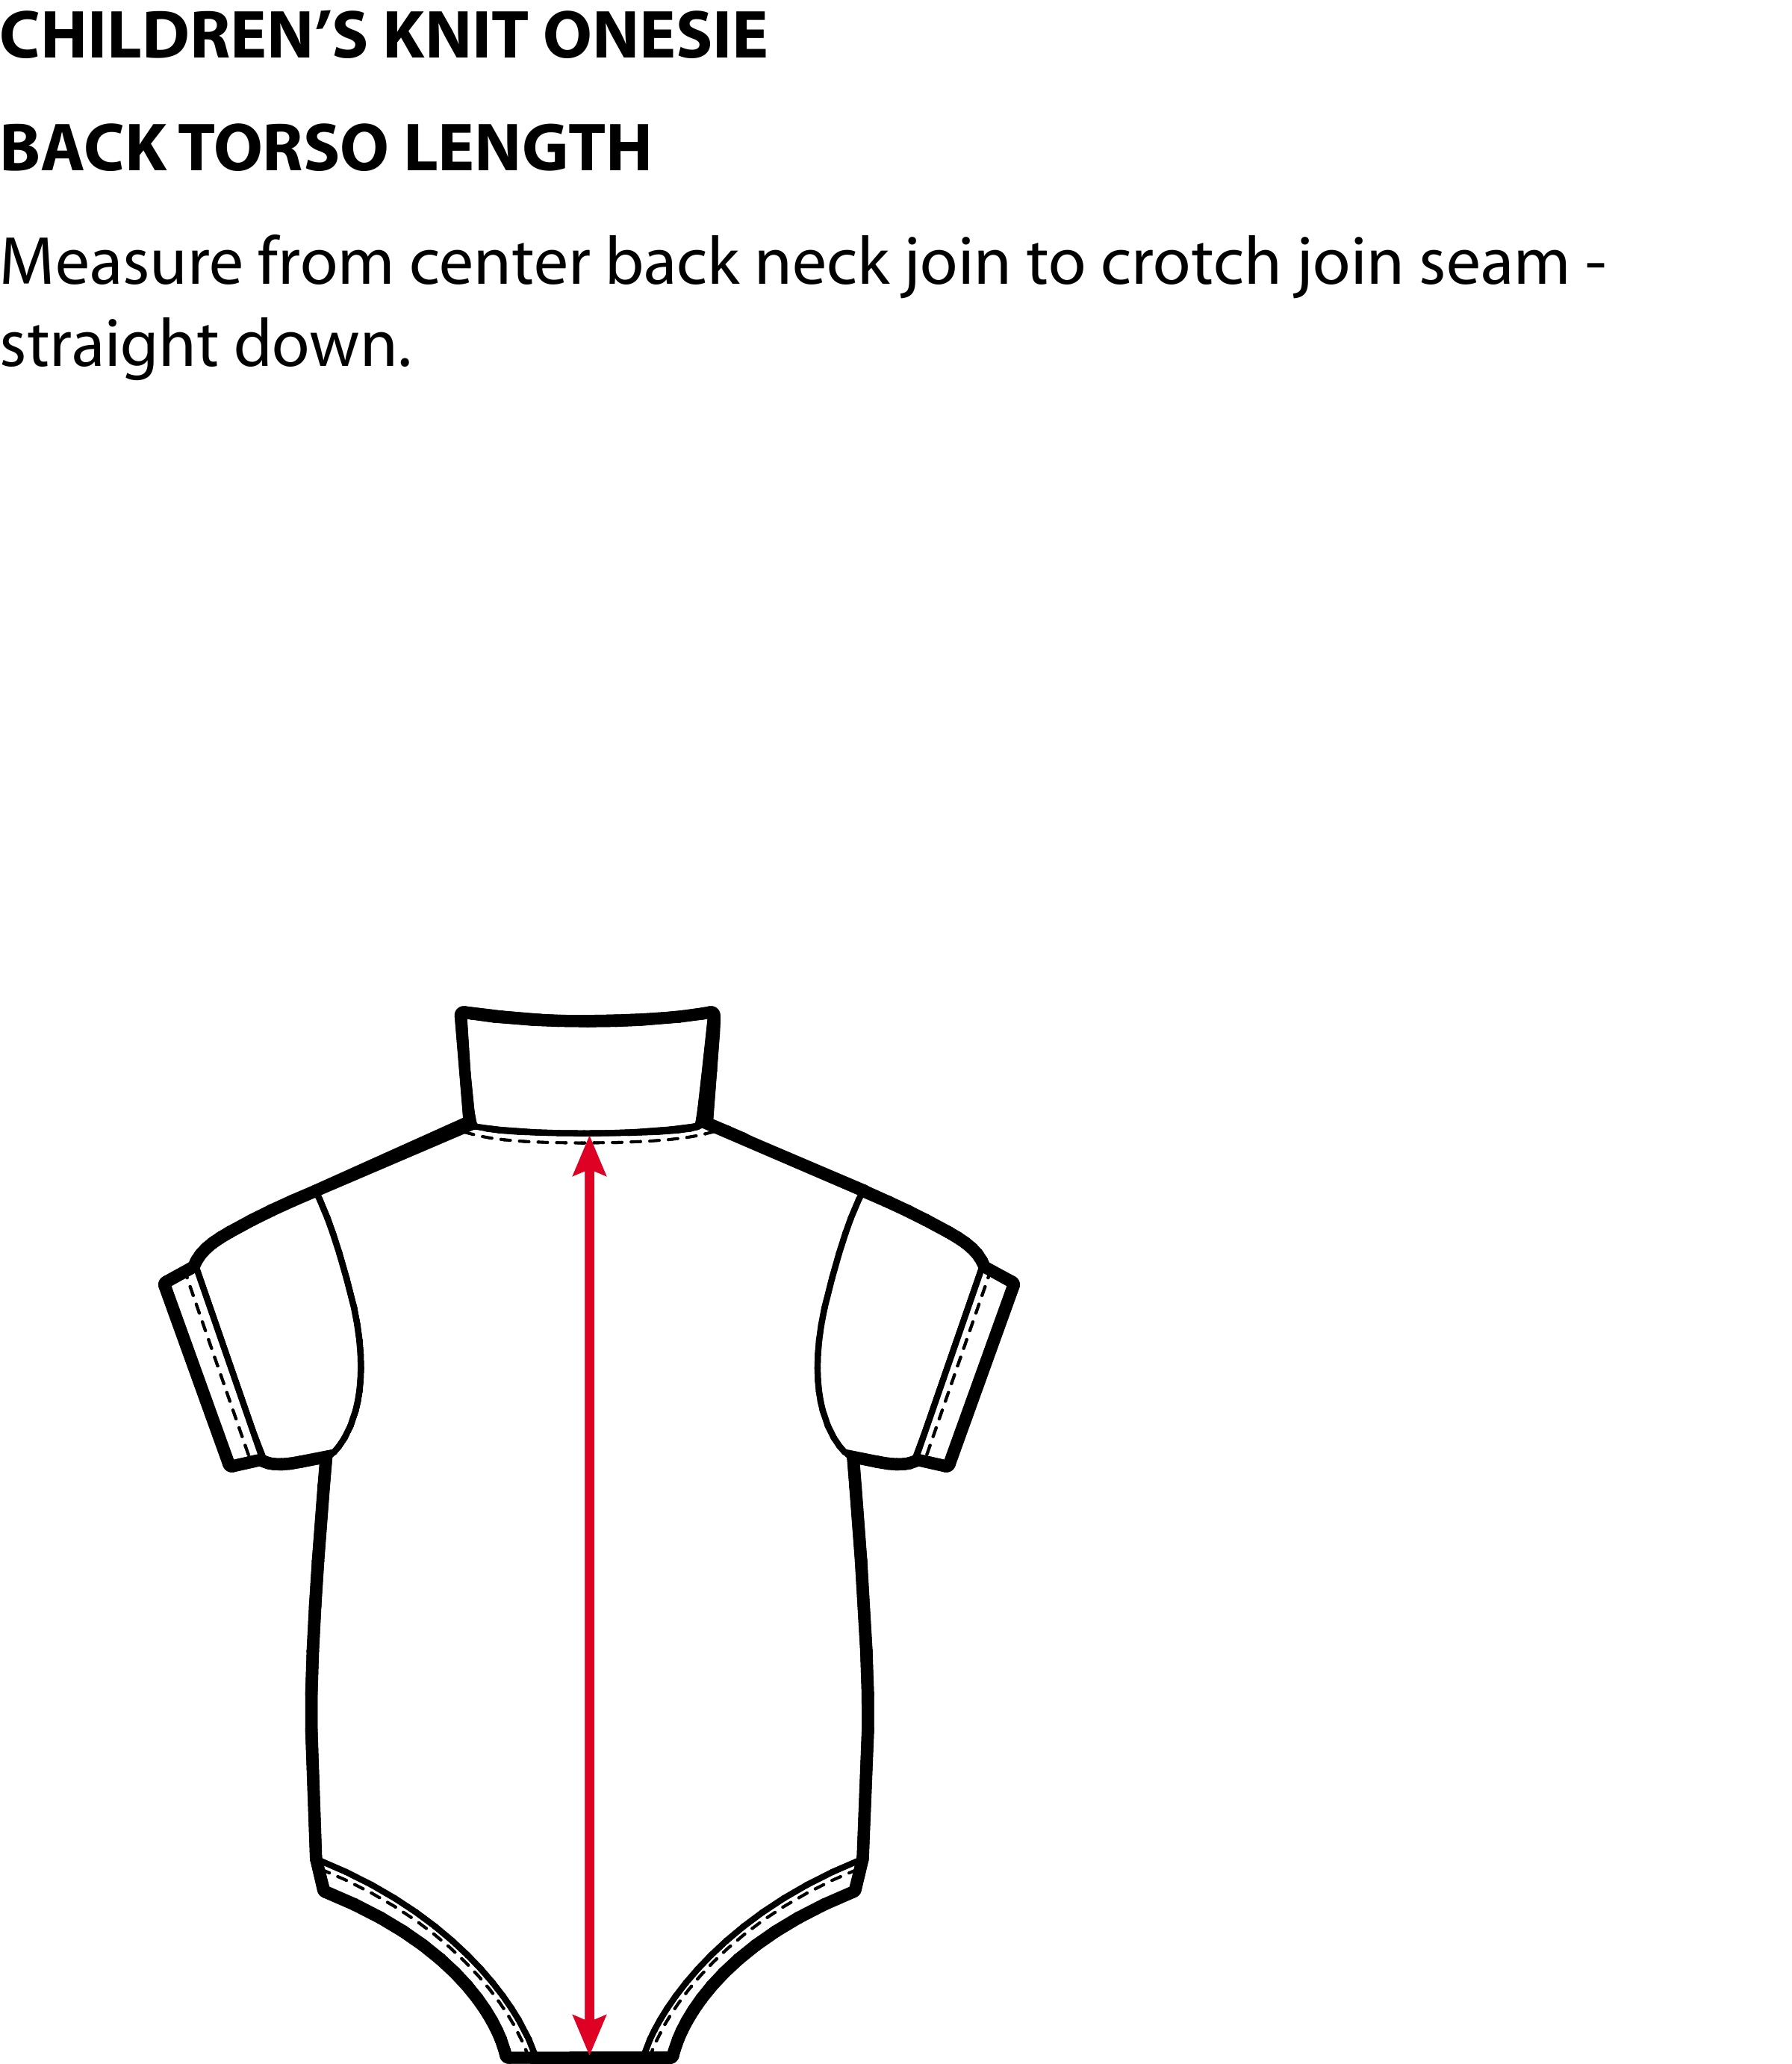 CHILDREN’S KNIT ONESIE
BACK TORSO LENGTH
Measure from center back neck join to crotch join seam -
straight down.